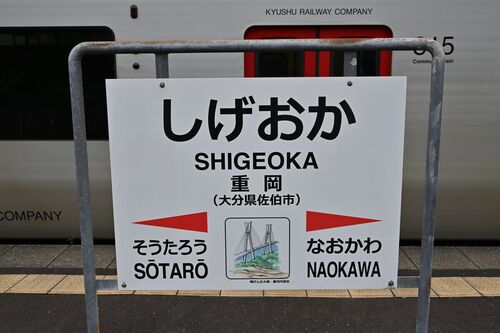 KYUSHU RAILWAY COMPANY
COMPANY
しげおか
SHIGEOKA
重岡
(大分県佐伯市)
そうたろう
SŌTARŌ
なおかわ
NAOKAWA